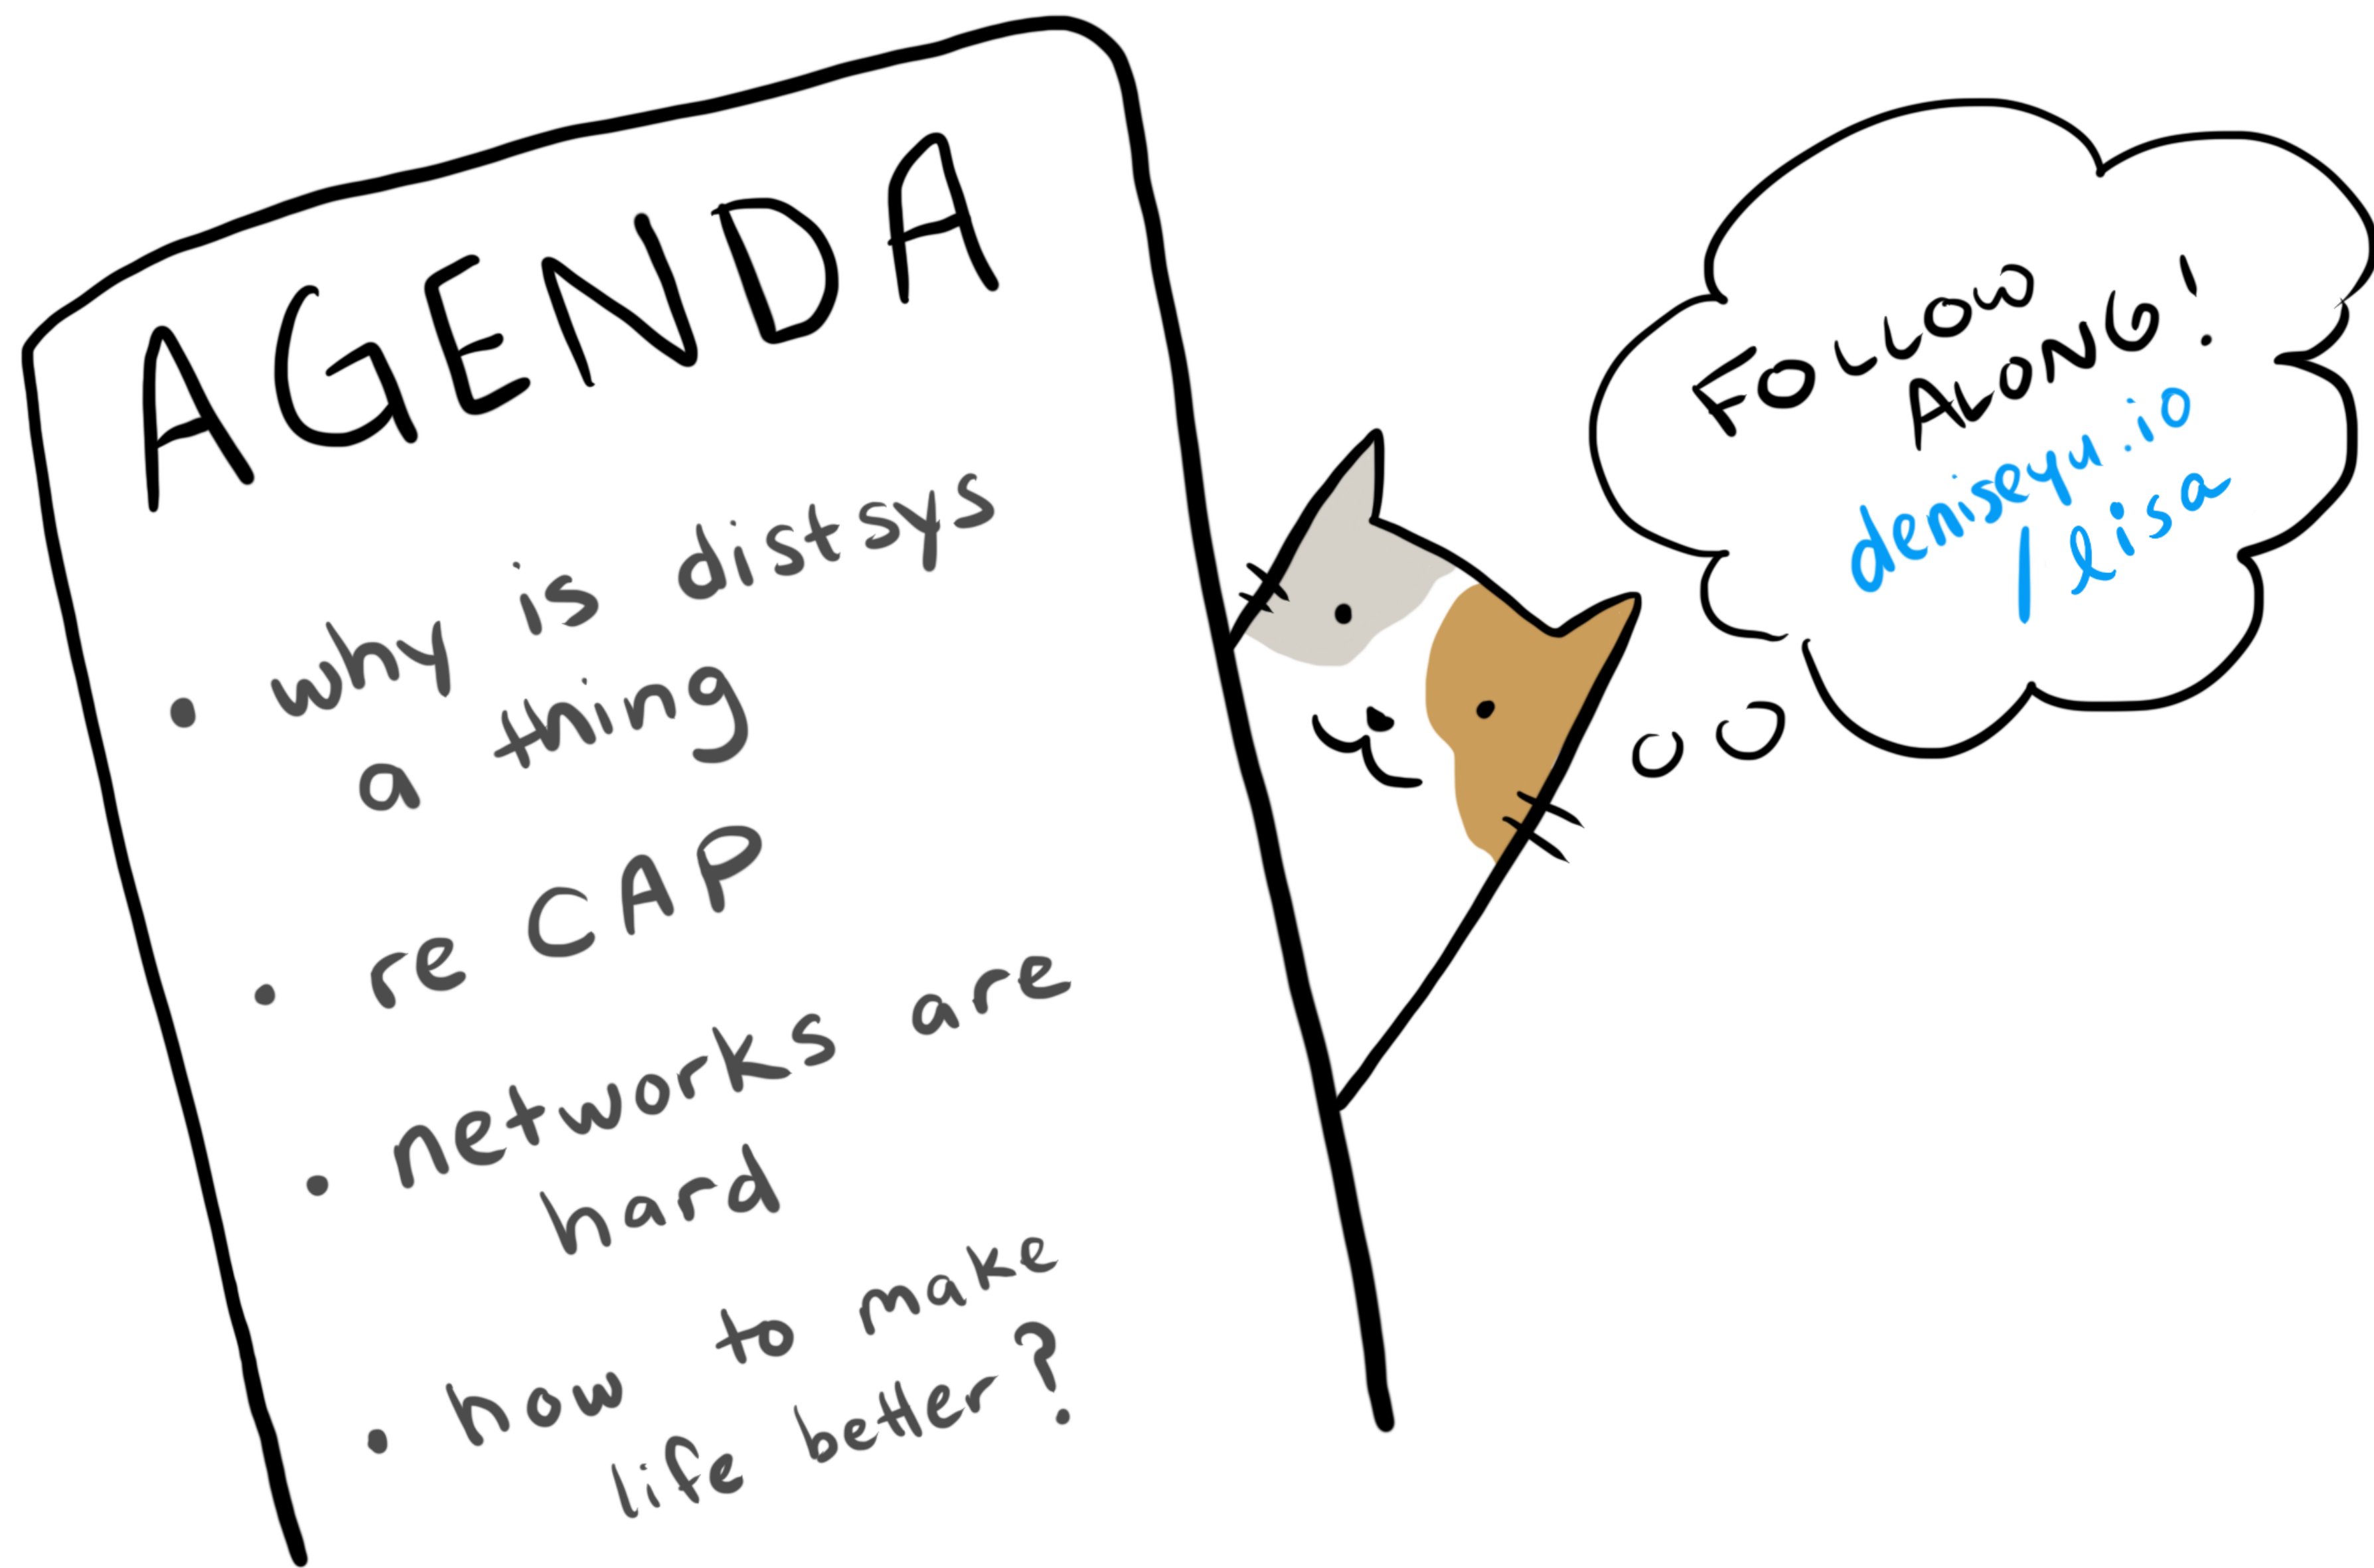 AGENDA
• why is distsys
a thing
• re CAP
• networks are
hard
• how to make
life better?
FOLLOW
ALONG!
deniseyu.io
/lisa